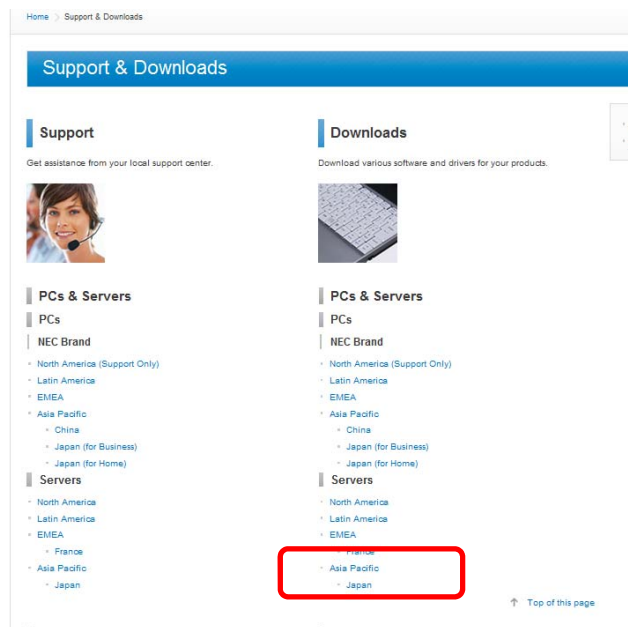 Home > Support & Downloads
Support & Downloads
Support
Get assistance from your local support center.
PCs & Servers
PCs
NEC Brand
North America (Support Only)
Latin America
EMEA
Asia Pacific
China
Japan (for Business)
Japan (for Home)
Servers
North America
Latin America
EMEA
France
Asia Pacific
Japan
Downloads
Download various software and drivers for your products.
PCs & Servers
PCs
NEC Brand
North America (Support Only)
Latin America
EMEA
Asia Pacific
China
Japan (for Business)
Japan (for Home)
Servers
North America
Latin America
EMEA
France
Asia Pacific
Japan
Top of this page